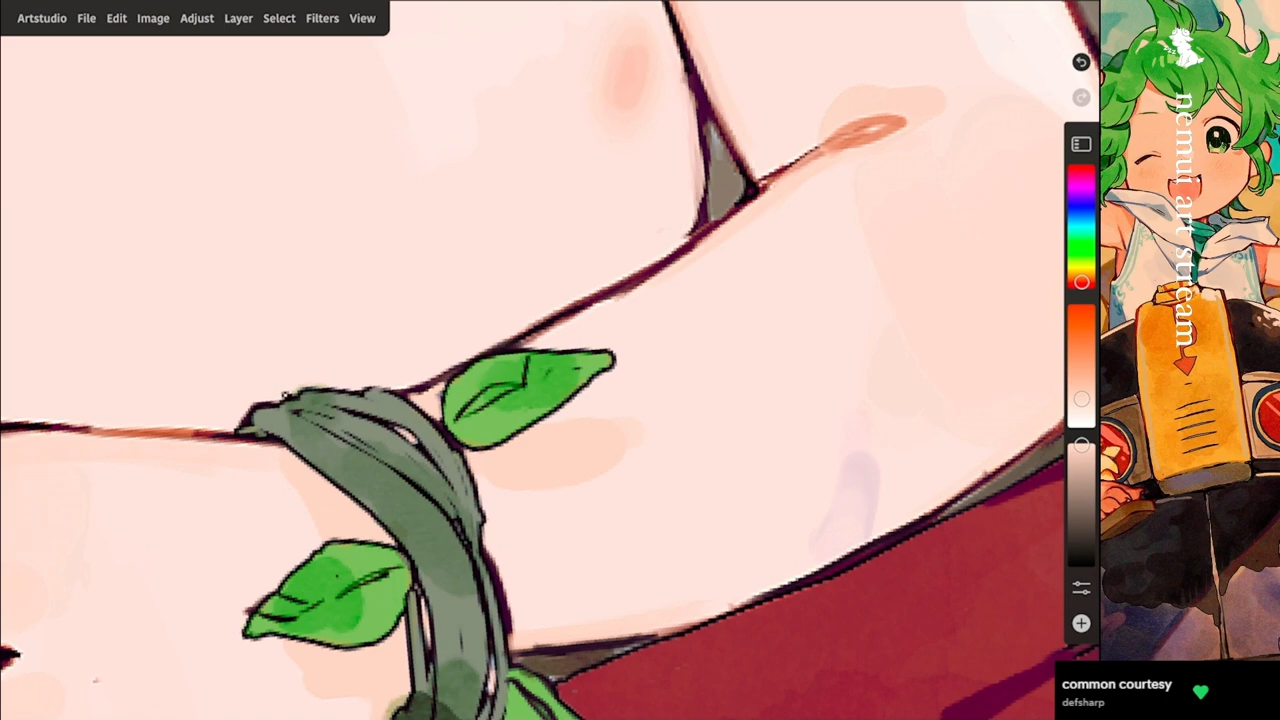 Artstudio File Edit Image Adjust Layer Select Filters View
nemui art stream
common courtesy
defsharp